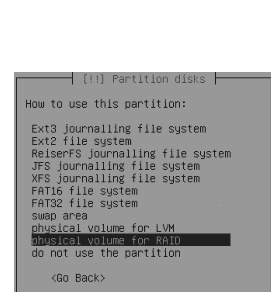 [!!] Partition disks
How to use this partition:
Ext3 journalling file system
Ext2 file system
ReiserFS journalling file system
JFS journalling file system
XFS journalling file system
FAT16 file system
FAT32 file system
swap area
physical volume for LVM
physical volume for RAID
do not use the partition
<Go Back>